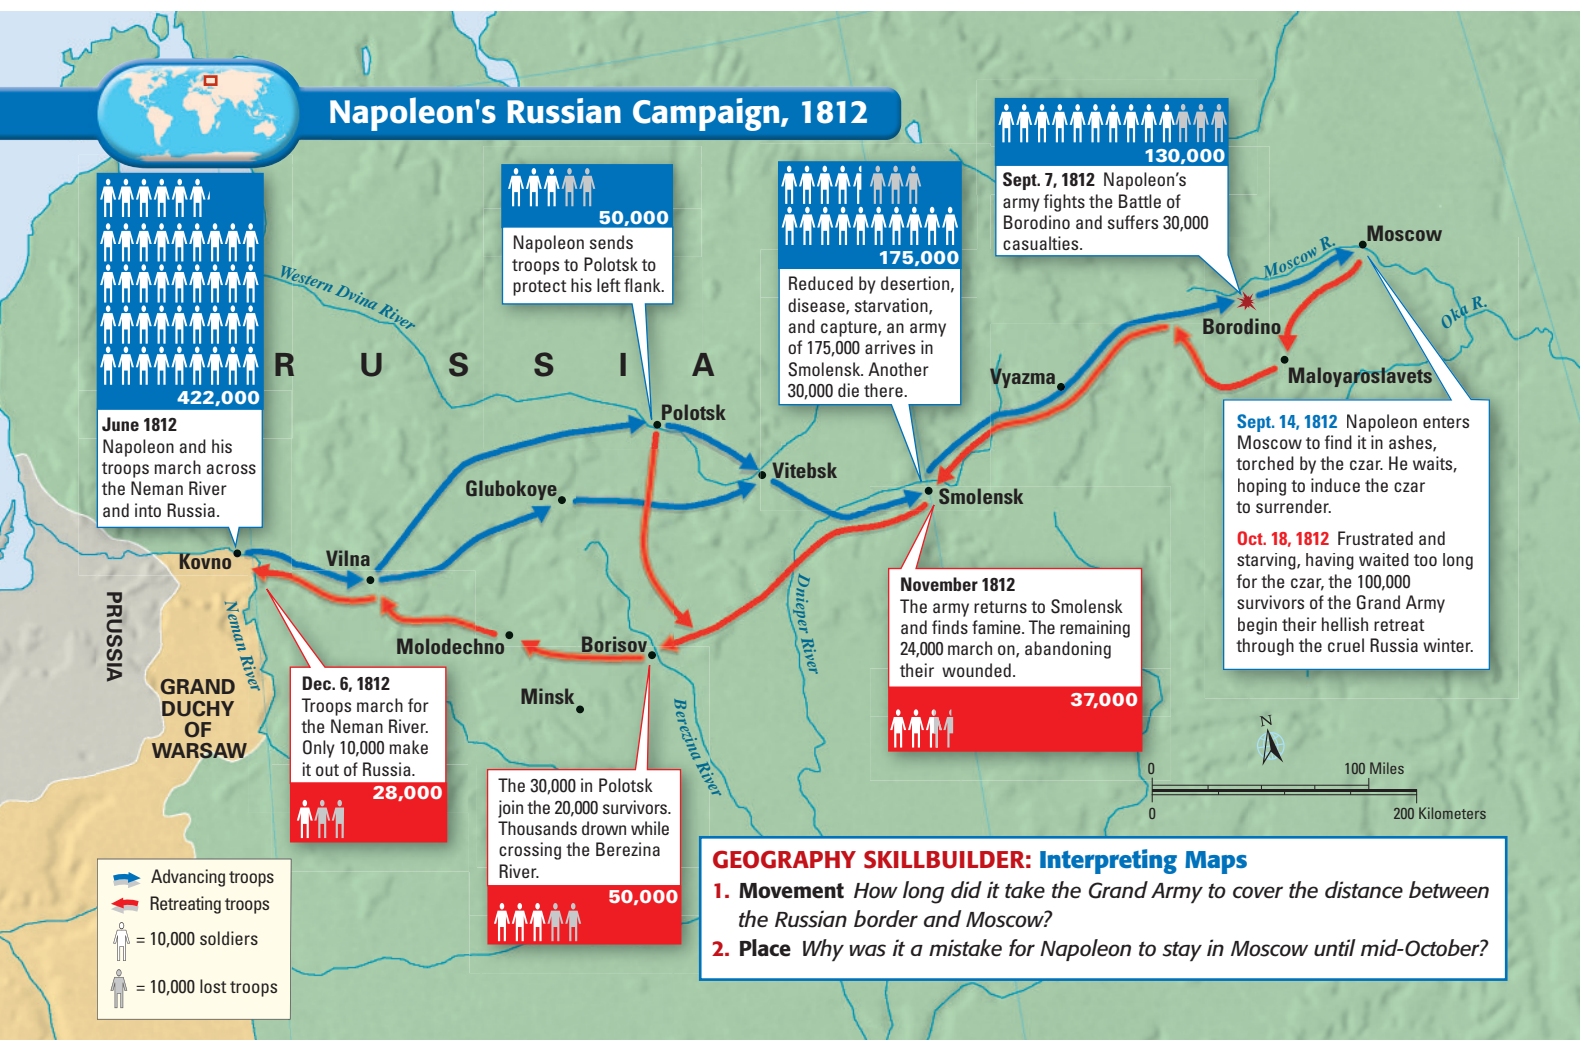 Napoleon's Russian Campaign, 1812
422,000
June 1812
Napoleon and his
troops march across
the Neman River
and into Russia.
50,000
Napoleon sends
troops to Polotsk to
protect his left flank.
175,000
Reduced by desertion,
disease, starvation,
and capture, an army
of 175,000 arrives in
Smolensk. Another
30,000 die there.
130,000
Sept. 7, 1812 Napoleon's
army fights the Battle of
Borodino and suffers 30,000
casualties.
Western Dvina River
RUSSIA
Moscow R.
Moscow
Oka R.
Borodino
Maloyaroslavets
Vyazma
Polotsk
Vitebsk
Glubokoye
Smolensk
Kovno
Vilna
Molodechno
Borisov
Minsk
PRUSSIA
Neman River
GRAND
DUCHY
OF
WARSAW
Dnieper River
Berezina River
Sept. 14, 1812 Napoleon enters
Moscow to find it in ashes,
torched by the czar. He waits,
hoping to induce the czar
to surrender.
Oct. 18, 1812 Frustrated and
starving, having waited too long
for the czar, the 100,000
survivors of the Grand Army
begin their hellish retreat
through the cruel Russia winter.
November 1812
The army returns to Smolensk
and finds famine. The remaining
24,000 march on, abandoning
their wounded.
37,000
Dec. 6, 1812
Troops march for
the Neman River.
Only 10,000 make
it out of Russia.
28,000
The 30,000 in Polotsk
join the 20,000 survivors.
Thousands drown while
crossing the Berezina
River.
50,000
N
0
100 Miles
0
200 Kilometers
Advancing troops
Retreating troops
= 10,000 soldiers
= 10,000 lost troops
GEOGRAPHY SKILLBUILDER: Interpreting Maps
1. Movement How long did it take the Grand Army to cover the distance between
the Russian border and Moscow?
2. Place Why was it a mistake for Napoleon to stay in Moscow until mid-October?